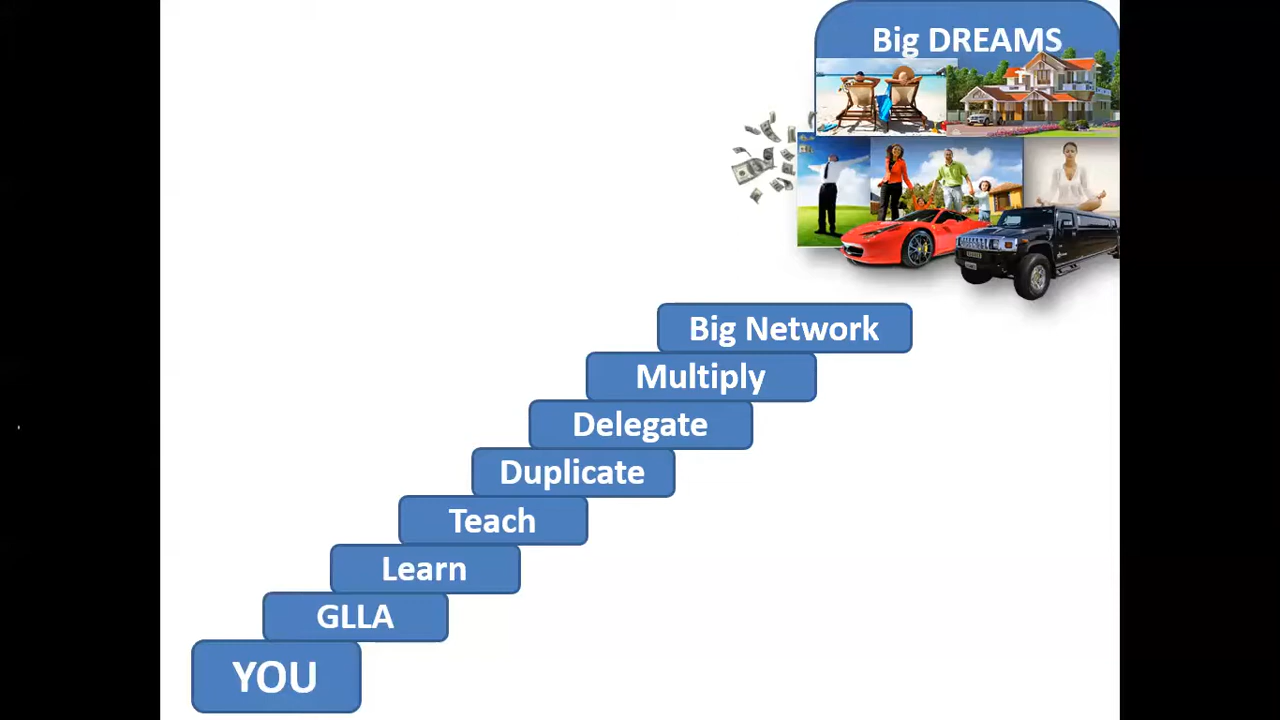 Big DREAMS
Big Network
Multiply
Delegate
Duplicate
Teach
Learn
GLLA
YOU